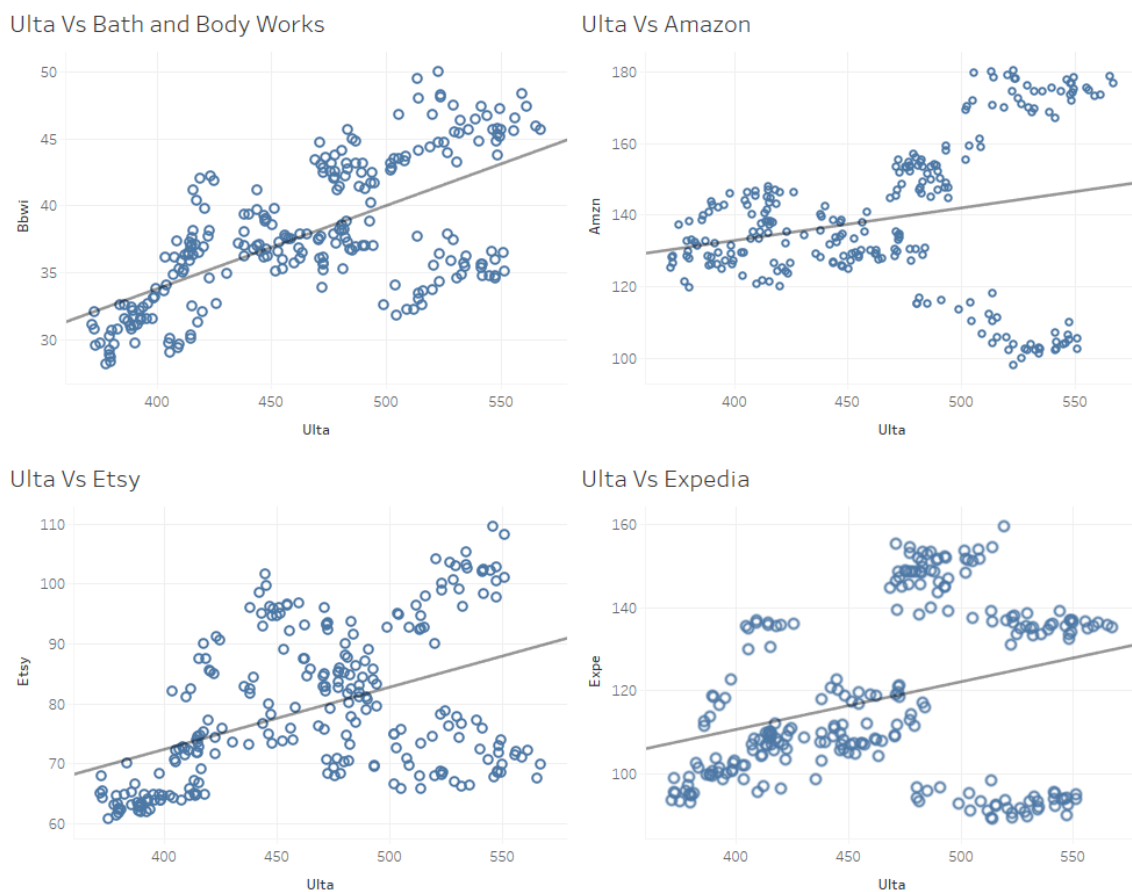 Ulta Vs Bath and Body Works
50
45
40
35
30
Bbwi
400 450 500 550
Ulta
Ulta Vs Amazon
180
160
140
120
100
Amzn
400 450 500 550
Ulta
Ulta Vs Etsy
110
100
90
80
70
60
Etsy
400 450 500 550
Ulta
Ulta Vs Expedia
160
140
120
100
Expe
400 450 500 550
Ulta